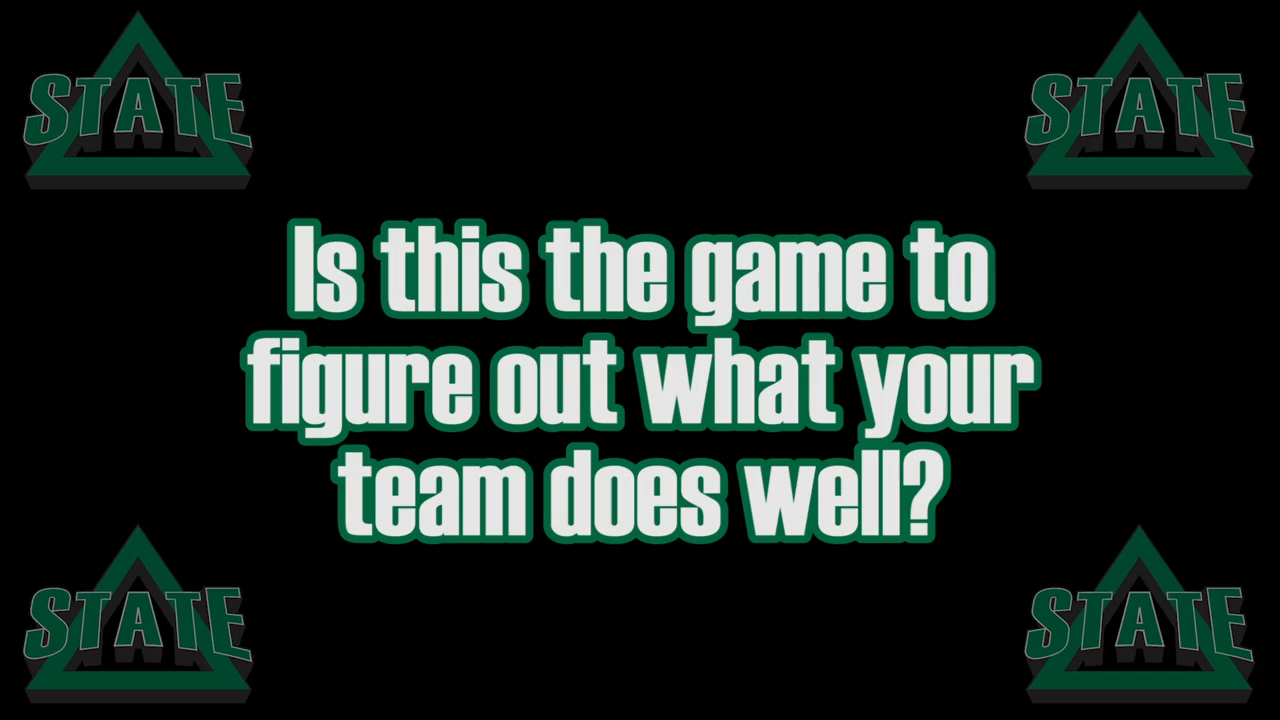 STATE
STATE
Is this the game to
figure out what your
team does well?
STATE
STATE